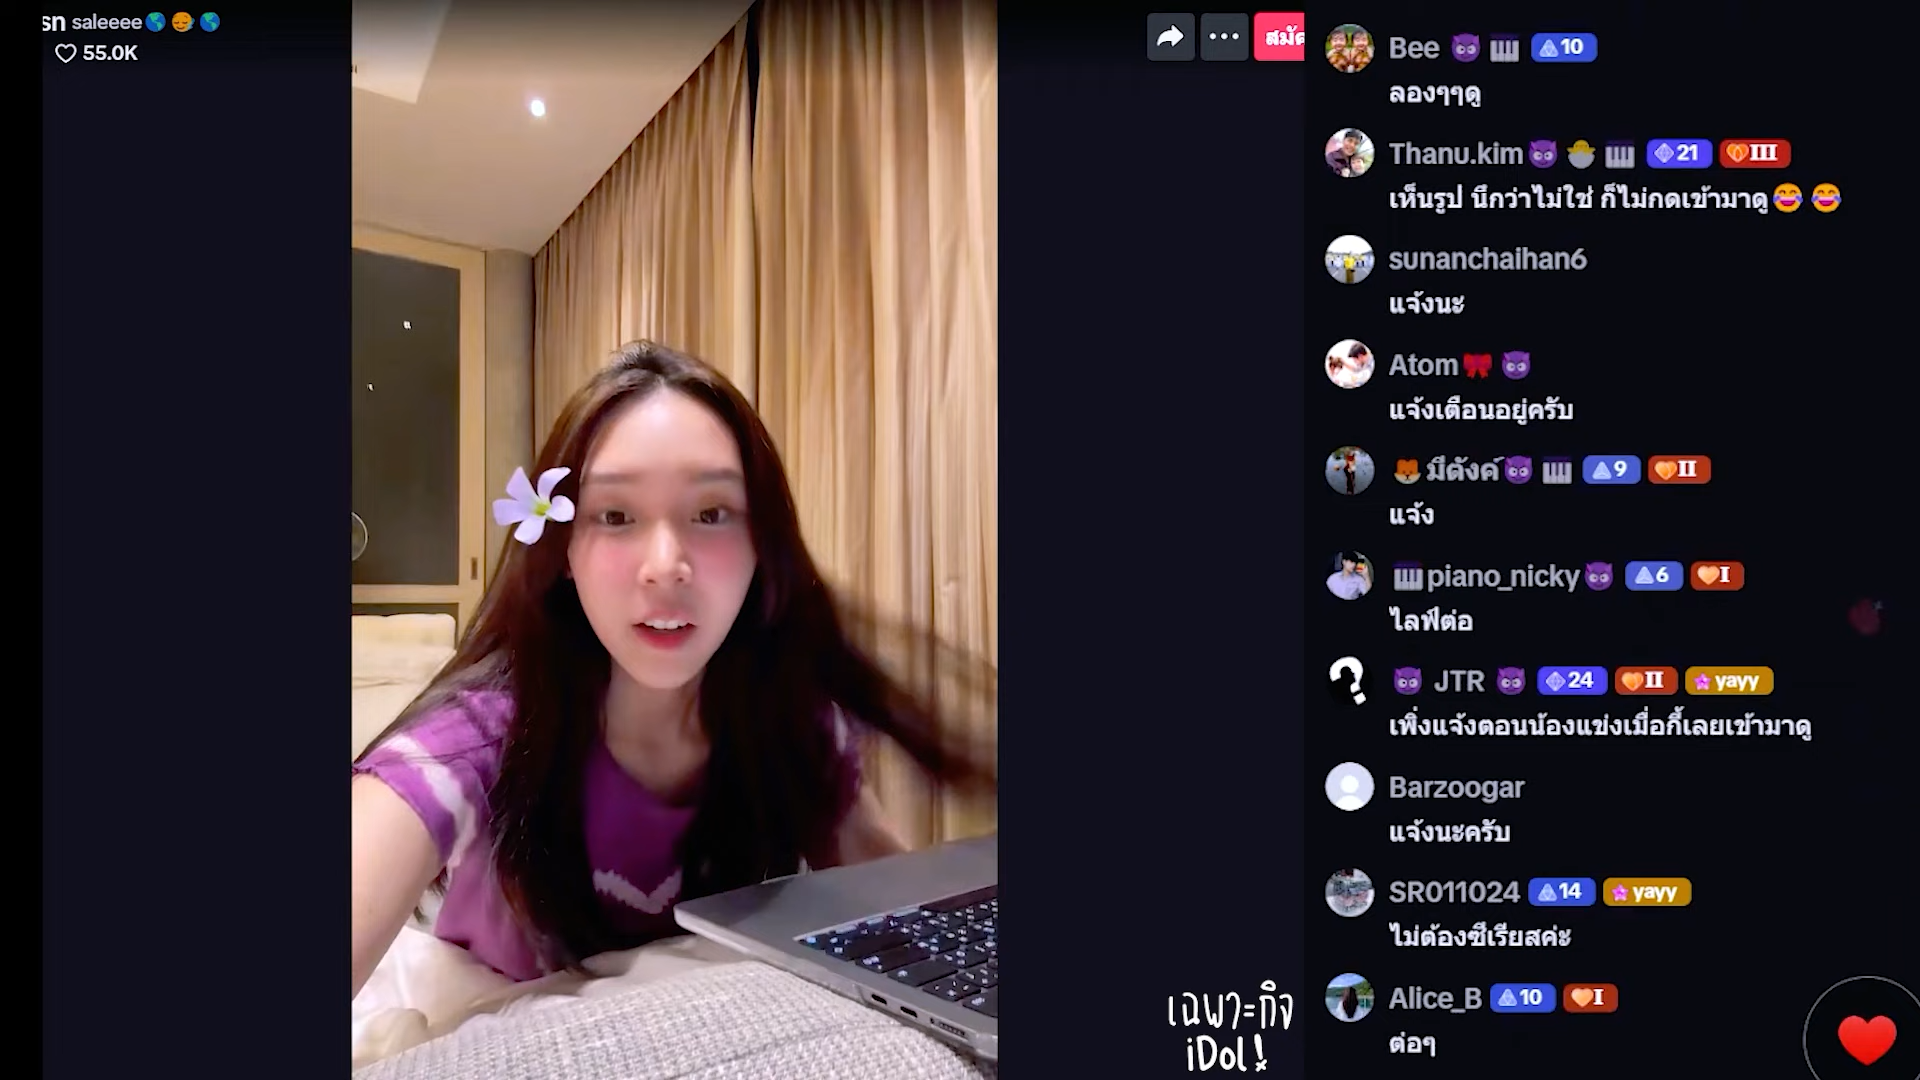 sn saleeee
55.0K
สมัค
Bee 10
ลองๆๆดู
Thanu.kim 21 III
เห็นรูป นึกว่าไม่ใช่ ก็ไม่กดเข้ามาดู
sunanchaihan6
แจ้งนะ
Atom
แจ้งเตือนอยู่ครับ
มีตังค์ 9 II
แจ้ง
piano_nicky 6 I
ไลฟ์ต่อ
JTR 24 II yayy
เพิ่งแจ้งตอนน้องแข่งเมื่อกี้เลยเข้ามาดู
Barzoogar
แจ้งนะครับ
SR011024 14 yayy
ไม่ต้องซีเรียสค่ะ
Alice_B 10 I
ต่อๆ
เฉพาะกิจ
iDol!